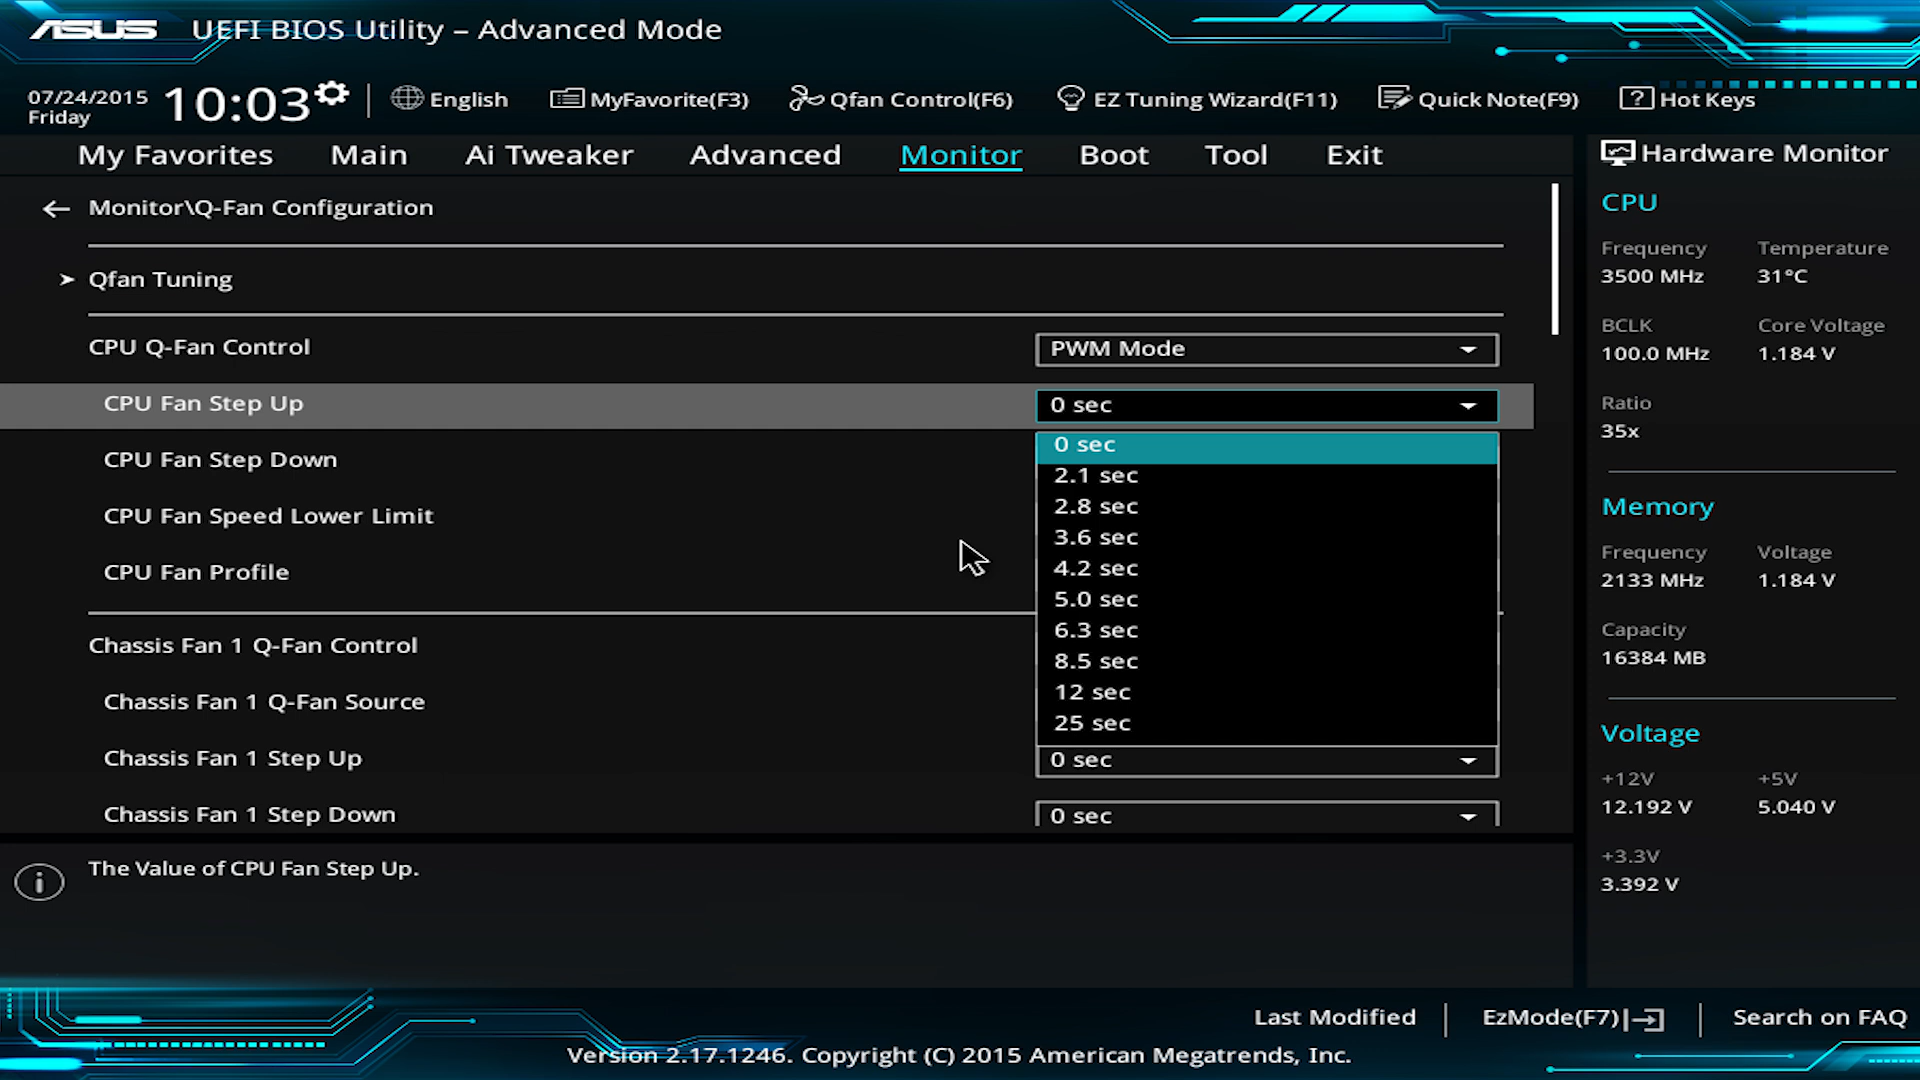 ASUS UEFI BIOS Utility – Advanced Mode
07/24/2015 Friday 10:03 English MyFavorite(F3) Qfan Control(F6) EZ Tuning Wizard(F11) Quick Note(F9) ? Hot Keys
My Favorites Main Ai Tweaker Advanced Monitor Boot Tool Exit
Monitor\Q-Fan Configuration
Qfan Tuning
CPU Q-Fan Control PWM Mode
CPU Fan Step Up 0 sec
0 sec
2.1 sec
2.8 sec
3.6 sec
4.2 sec
5.0 sec
6.3 sec
8.5 sec
12 sec
25 sec
CPU Fan Step Down
CPU Fan Speed Lower Limit
CPU Fan Profile
Chassis Fan 1 Q-Fan Control
Chassis Fan 1 Q-Fan Source
Chassis Fan 1 Step Up 0 sec
Chassis Fan 1 Step Down 0 sec
The Value of CPU Fan Step Up.
Hardware Monitor
CPU
Frequency Temperature
3500 MHz 31°C
BCLK Core Voltage
100.0 MHz 1.184 V
Ratio
35x
Memory
Frequency Voltage
2133 MHz 1.184 V
Capacity
16384 MB
Voltage
+12V +5V
12.192 V 5.040 V
+3.3V
3.392 V
Last Modified EzMode(F7) Search on FAQ
Version 2.17.1246. Copyright (C) 2015 American Megatrends, Inc.